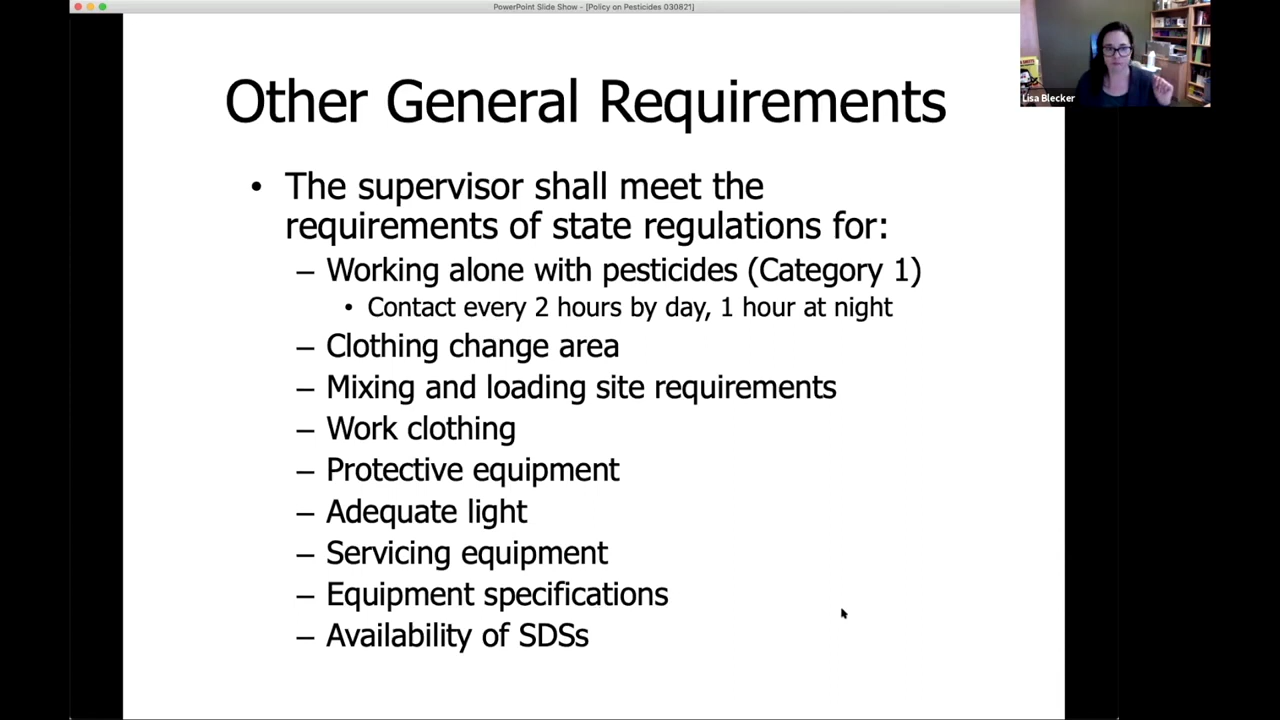 PowerPoint Slide Show - [Policy on Pesticides 030821]
Other General Requirements
• The supervisor shall meet the
requirements of state regulations for:
– Working alone with pesticides (Category 1)
• Contact every 2 hours by day, 1 hour at night
– Clothing change area
– Mixing and loading site requirements
– Work clothing
– Protective equipment
– Adequate light
– Servicing equipment
– Equipment specifications
– Availability of SDSs
Lisa Blecker